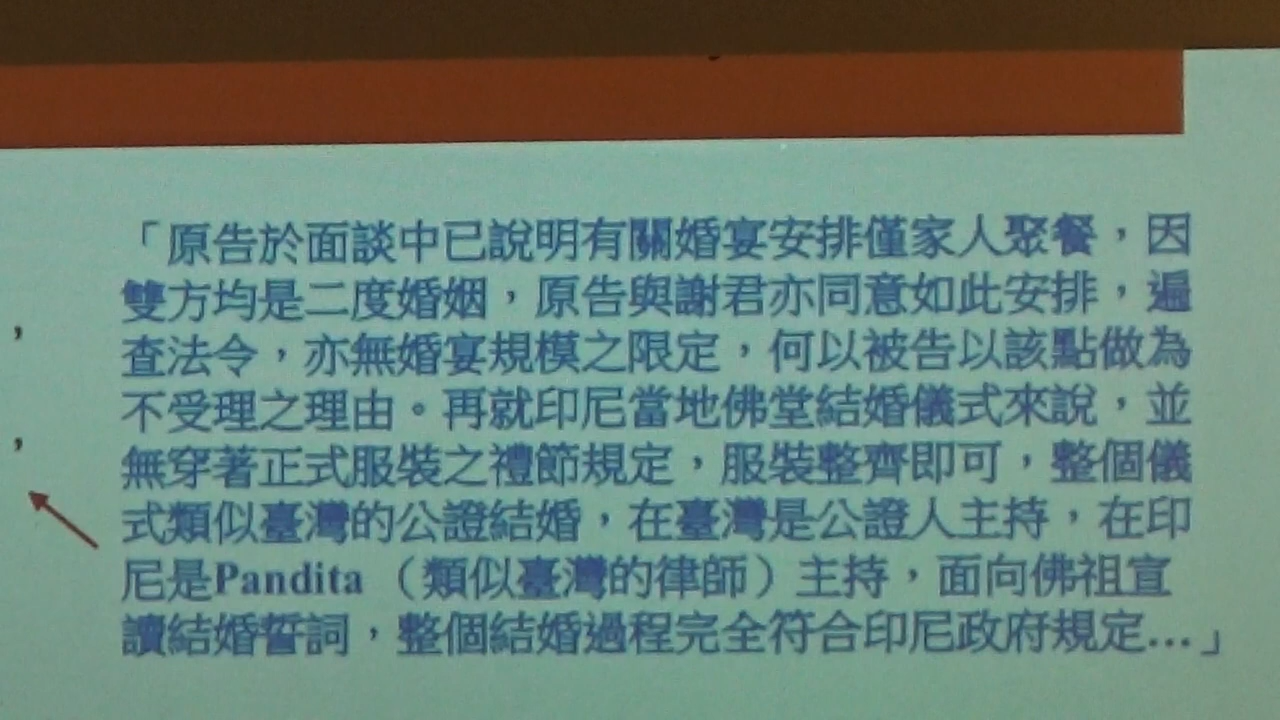 「原告於面談中已說明有關婚宴安排僅家人聚餐,因
雙方均是二度婚姻,原告與謝君亦同意如此安排,遍
查法令,亦無婚宴規模之限定,何以被告以該點做為
不受理之理由。再就印尼當地佛堂結婚儀式來說,並
無穿著正式服裝之禮節規定,服裝整齊即可,整個儀
式類似臺灣的公證結婚,在臺灣是公證人主持,在印
尼是Pandita（類似臺灣的律師）主持,面向佛祖宣
讀結婚誓詞,整個結婚過程完全符合印尼政府規定...」